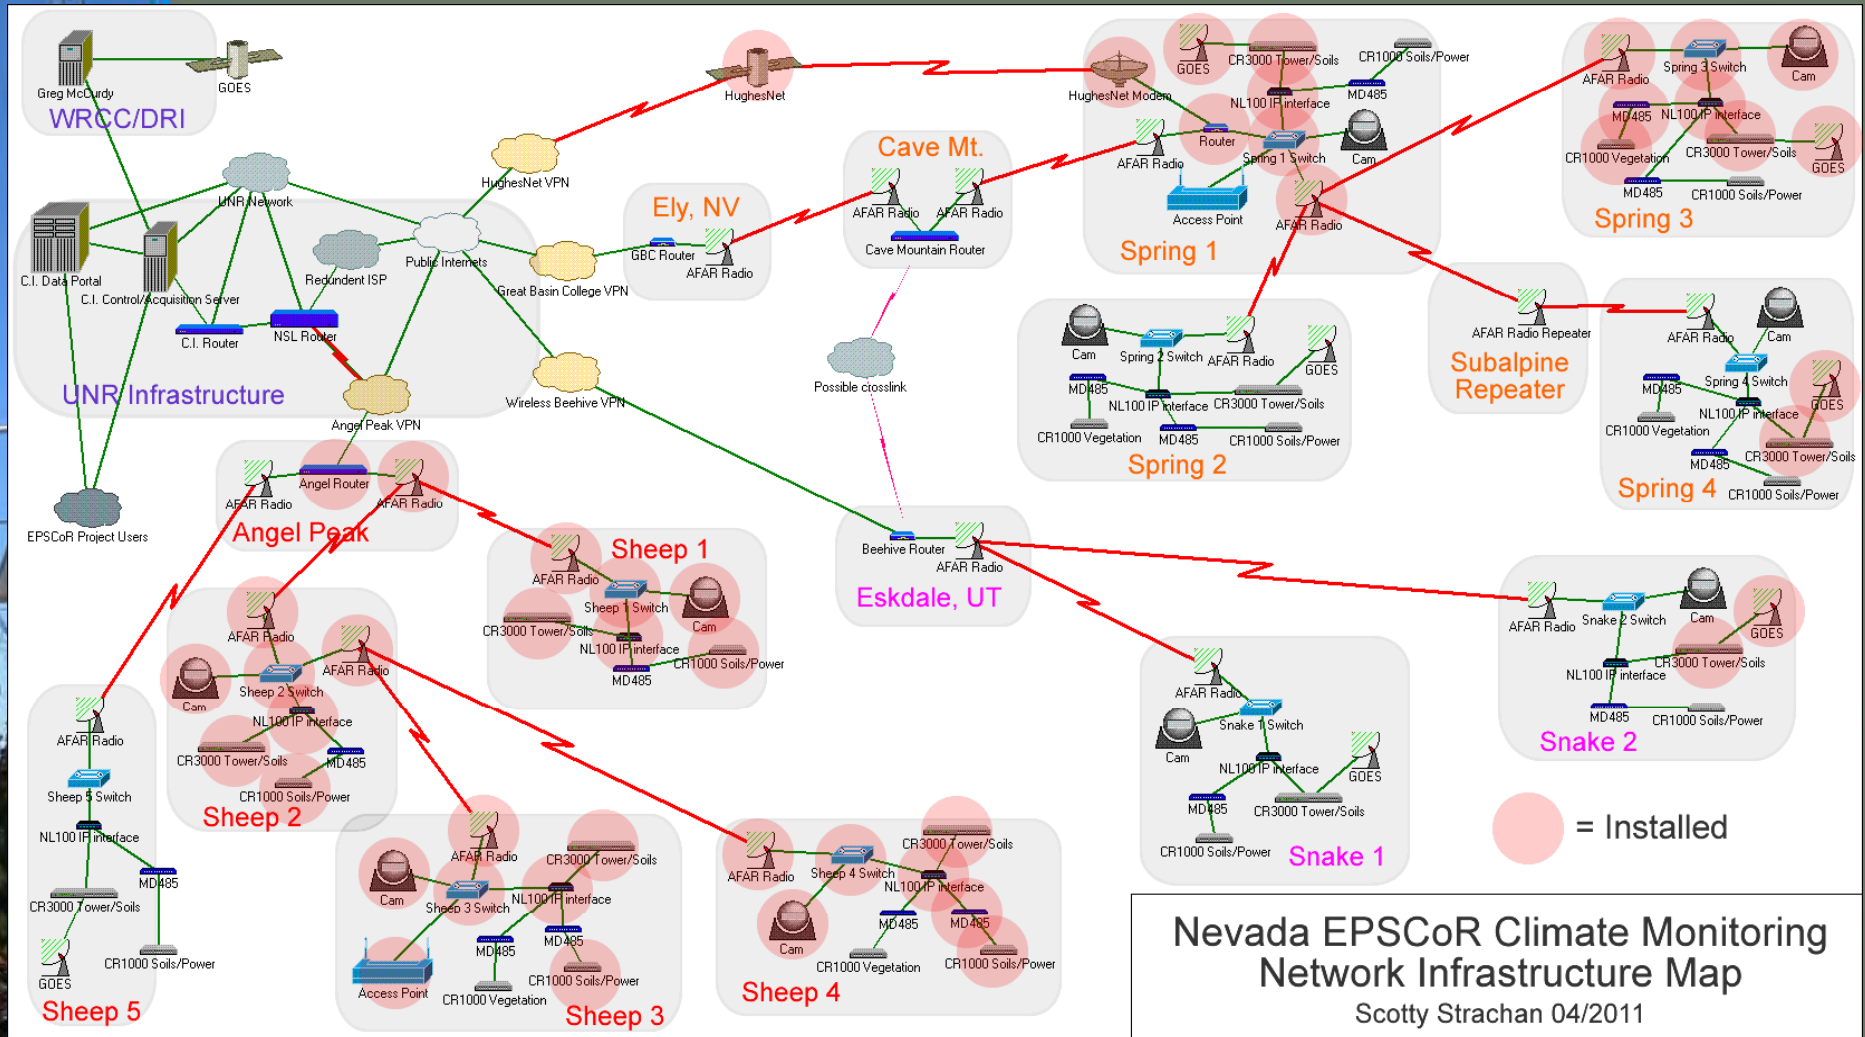 Greg McCurdy
GOES
WRCC/DRI
UNR Network
C.I. Data Portal
C.I. Control/Acquisition Server
Redundent ISP
Public Internets
C.I. Router
NSL Router
UNR Infrastructure
EPSCoR Project Users
HughesNet
HughesNet VPN
Great Basin College VPN
Wireless Beehive VPN
Angel Peak VPN
Ely, NV
GBC Router
AFAR Radio
Cave Mt.
AFAR Radio
AFAR Radio
Cave Mountain Router
Possible crosslink
HughesNet Modem
GOES
CR3000 Tower/Soils
CR1000 Soils/Power
NL100 IP interface
MD485
AFAR Radio
Router
Spring 1 Switch
Cam
Access Point
AFAR Radio
Spring 1
AFAR Radio
Spring 3 Switch
Cam
MD485
NL100 IP interface
CR1000 Vegetation
CR3000 Tower/Soils
GOES
MD485
CR1000 Soils/Power
Spring 3
Cam
Spring 2 Switch
AFAR Radio
GOES
MD485
NL100 IP interface
CR3000 Tower/Soils
CR1000 Vegetation
MD485
CR1000 Soils/Power
Spring 2
AFAR Radio Repeater
Subalpine
Repeater
AFAR Radio
Cam
Spring 4 Switch
MD485
NL100 IP interface
GOES
CR1000 Vegetation
CR3000 Tower/Soils
MD485
CR1000 Soils/Power
Spring 4
AFAR Radio
Angel Router
AFAR Radio
Angel Peak
Sheep 1
AFAR Radio
Sheep 1 Switch
Cam
CR3000 Tower/Soils
NL100 IP interface
MD485
CR1000 Soils/Power
Beehive Router
AFAR Radio
Eskdale, UT
AFAR Radio
AFAR Radio
Cam
Sheep 2 Switch
NL100 IP interface
CR3000 Tower/Soils
MD485
CR1000 Soils/Power
Sheep 2
AFAR Radio
Snake 2 Switch
Cam
GOES
CR3000 Tower/Soils
NL100 IP interface
MD485
CR1000 Soils/Power
Snake 2
AFAR Radio
Snake 1 Switch
Cam
NL100 IP interface
GOES
MD485
CR3000 Tower/Soils
CR1000 Soils/Power
Snake 1
AFAR Radio
Sheep 5 Switch
NL100 IP interface
MD485
CR3000 Tower/Soils
CR1000 Soils/Power
GOES
Sheep 5
AFAR Radio
CR3000 Tower/Soils
Cam
Sheep 3 Switch
NL100 IP interface
MD485
MD485
Access Point
CR1000 Vegetation
CR1000 Soils/Power
Sheep 3
AFAR Radio
Sheep 4 Switch
CR3000 Tower/Soils
NL100 IP interface
Cam
MD485
MD485
CR1000 Vegetation
CR1000 Soils/Power
Sheep 4
= Installed
Nevada EPSCoR Climate Monitoring
Network Infrastructure Map
Scotty Strachan 04/2011